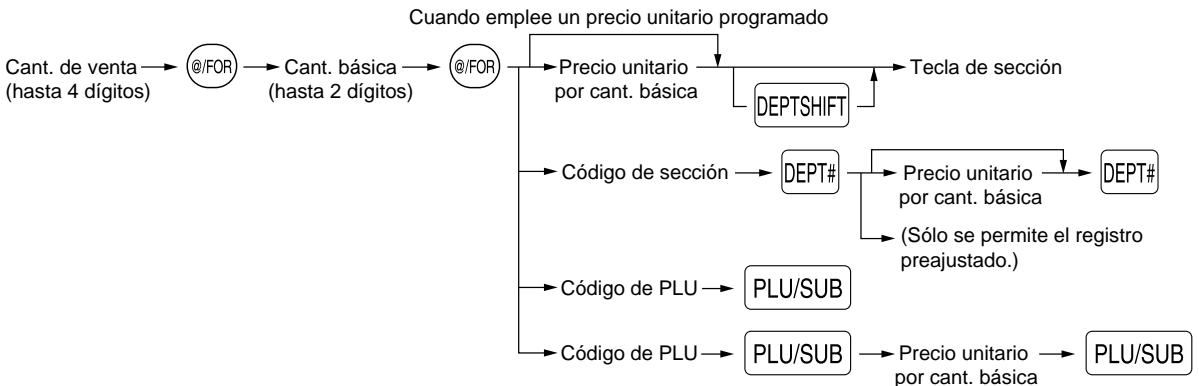 Cuando emplee un precio unitario programado
Cant. de venta @/FOR Cant. básica @/FOR Precio unitario Tecla de sección
(hasta 4 dígitos) (hasta 2 dígitos) por cant. básica DEPTSHIFT
Código de sección DEPT# Precio unitario DEPT#
por cant. básica
(Sólo se permite el registro
preajustado.)
Código de PLU PLU/SUB
Código de PLU PLU/SUB Precio unitario PLU/SUB
por cant. básica